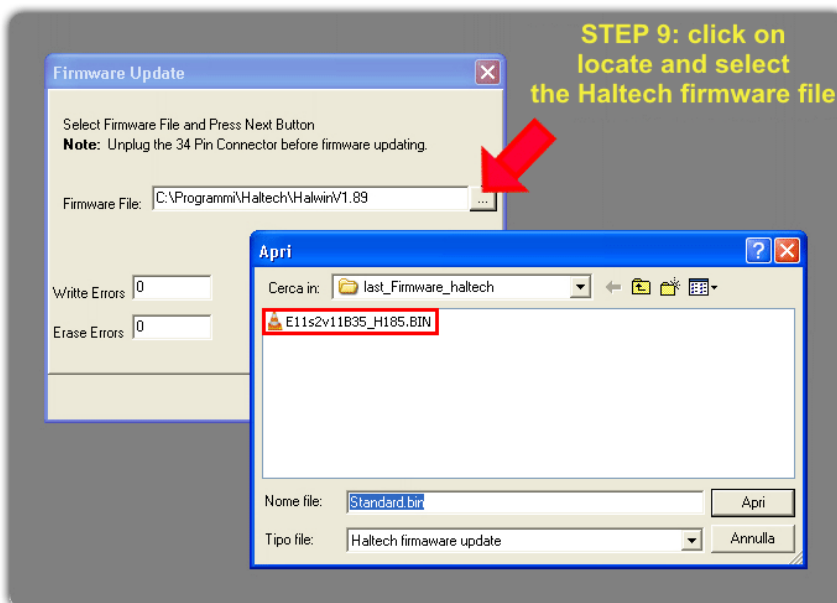 STEP 9: click on
locate and select
the Haltech firmware file
Firmware Update
Select Firmware File and Press Next Button
Note: Unplug the 34 Pin Connector before firmware updating.
Firmware File: C:\Programmi\Haltech\HalwinV1.89 ...
Writte Errors 0
Erase Errors 0
Apri
Cerca in: last_Firmware_haltech
E11s2v11B35_H185.BIN
Nome file: Standard.bin Apri
Tipo file: Haltech firmaware update Annulla